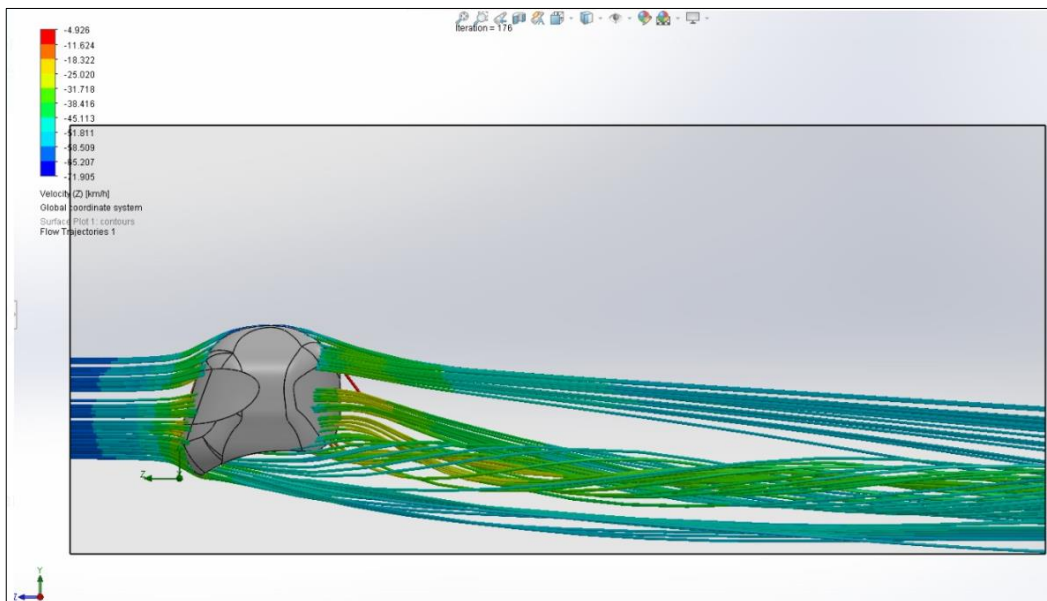 Iteration = 176
-4.926
-11.624
-18.322
-25.020
-31.718
-38.416
-45.113
-51.811
-58.509
-65.207
-71.905
Velocity (Z) [km/h]
Global coordinate system
Surface Plot 1: contours
Flow Trajectories 1
Z
Y
Z